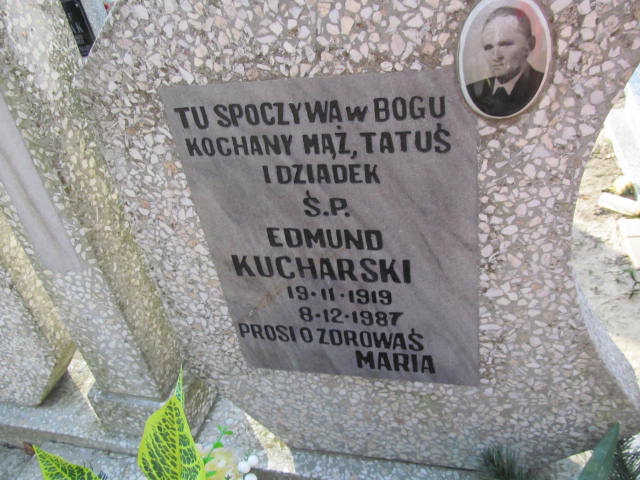 TU SPOCZYWA w BOGU
KOCHANY MĄŻ, TATUŚ
I DZIADEK
Ś.P.
EDMUND
KUCHARSKI
19·11·1919
8·12·1987
PROSI O ZDROWAŚ
MARIA